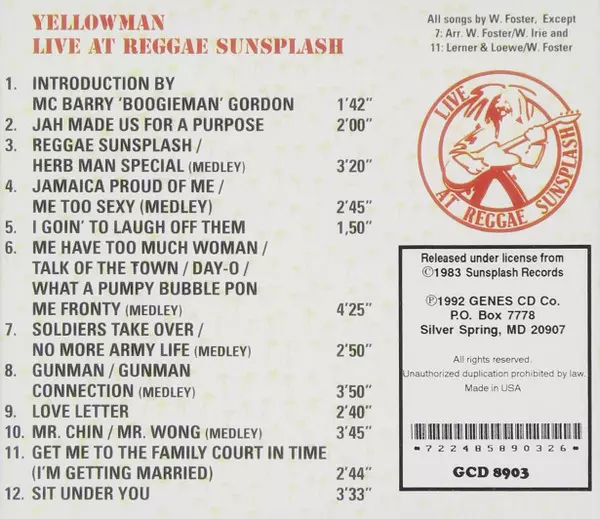 YELLOWMAN
LIVE AT REGGAE SUNSPLASH
All songs by W. Foster, Except
7: Arr. W. Foster/W. Irie and
11: Lerner & Loewe/W. Foster
1. INTRODUCTION BY
MC BARRY 'BOOGIEMAN' GORDON 1'42"
2. JAH MADE US FOR A PURPOSE 2'00"
3. REGGAE SUNSPLASH /
HERB MAN SPECIAL (MEDLEY) 3'20"
4. JAMAICA PROUD OF ME /
ME TOO SEXY (MEDLEY) 2'45"
5. I GOIN' TO LAUGH OFF THEM 1,50"
6. ME HAVE TOO MUCH WOMAN /
TALK OF THE TOWN / DAY-O /
WHAT A PUMPY BUBBLE PON
ME FRONTY (MEDLEY) 4'25"
7. SOLDIERS TAKE OVER /
NO MORE ARMY LIFE (MEDLEY) 2'50"
8. GUNMAN / GUNMAN
CONNECTION (MEDLEY) 3'50"
9. LOVE LETTER 2'40"
10. MR. CHIN / MR. WONG (MEDLEY) 3'45"
11. GET ME TO THE FAMILY COURT IN TIME
(I'M GETTING MARRIED) 2'44"
12. SIT UNDER YOU 3'33"
LIVE
AT REGGAE SUNSPLASH
Released under license from
©1983 Sunsplash Records
℗1992 GENES CD Co.
P.O. Box 7778
Silver Spring, MD 20907
All rights reserved.
Unauthorized duplication prohibited by law.
Made in USA
*722485890326*
GCD 8903